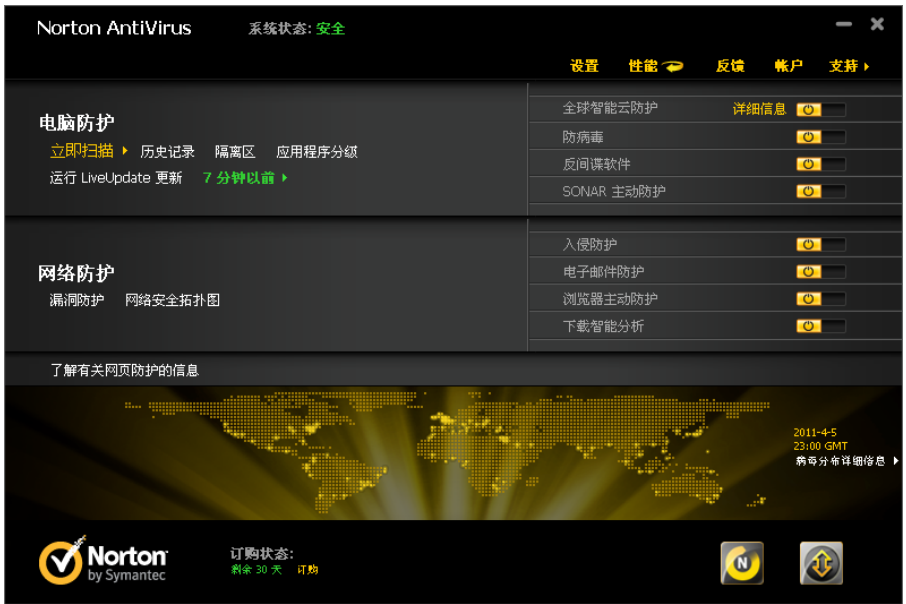 Norton AntiVirus 系统状态: 安全
设置 性能 反馈 帐户 支持
电脑防护
立即扫描 历史记录 隔离区 应用程序分级
运行 LiveUpdate 更新 7 分钟以前
全球智能云防护 详细信息
防病毒
反间谍软件
SONAR 主动防护
网络防护
漏洞防护 网络安全拓扑图
入侵防护
电子邮件防护
浏览器主动防护
下载智能分析
了解有关网页防护的信息
2011-4-5
23:00 GMT
病毒分布详细信息
Norton
by Symantec
订购状态:
剩余 30 天 订购
N